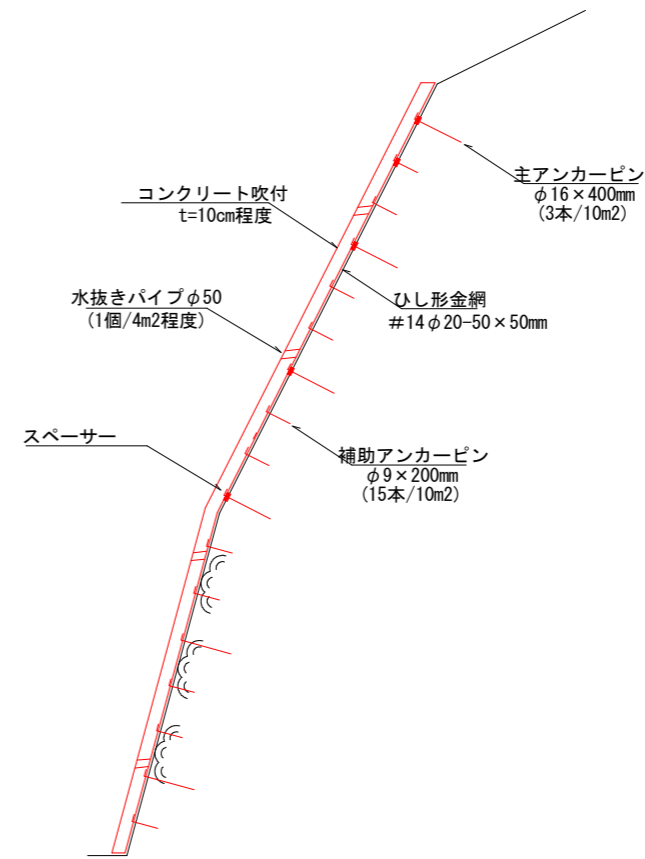 主アンカーピン
φ16×400mm
(3本/10m2)
コンクリート吹付
t=10cm程度
水抜きパイプφ50
(1個/4m2程度)
ひし形金網
#14φ20-50×50mm
スペーサー
補助アンカーピン
φ9×200mm
(15本/10m2)